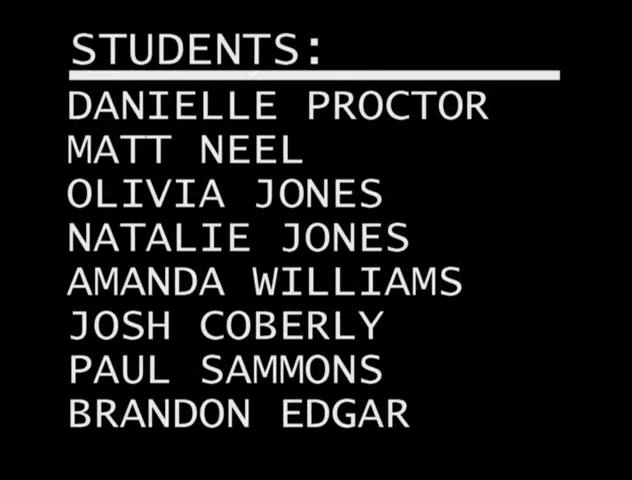 STUDENTS:
DANIELLE PROCTOR
MATT NEEL
OLIVIA JONES
NATALIE JONES
AMANDA WILLIAMS
JOSH COBERLY
PAUL SAMMONS
BRANDON EDGAR